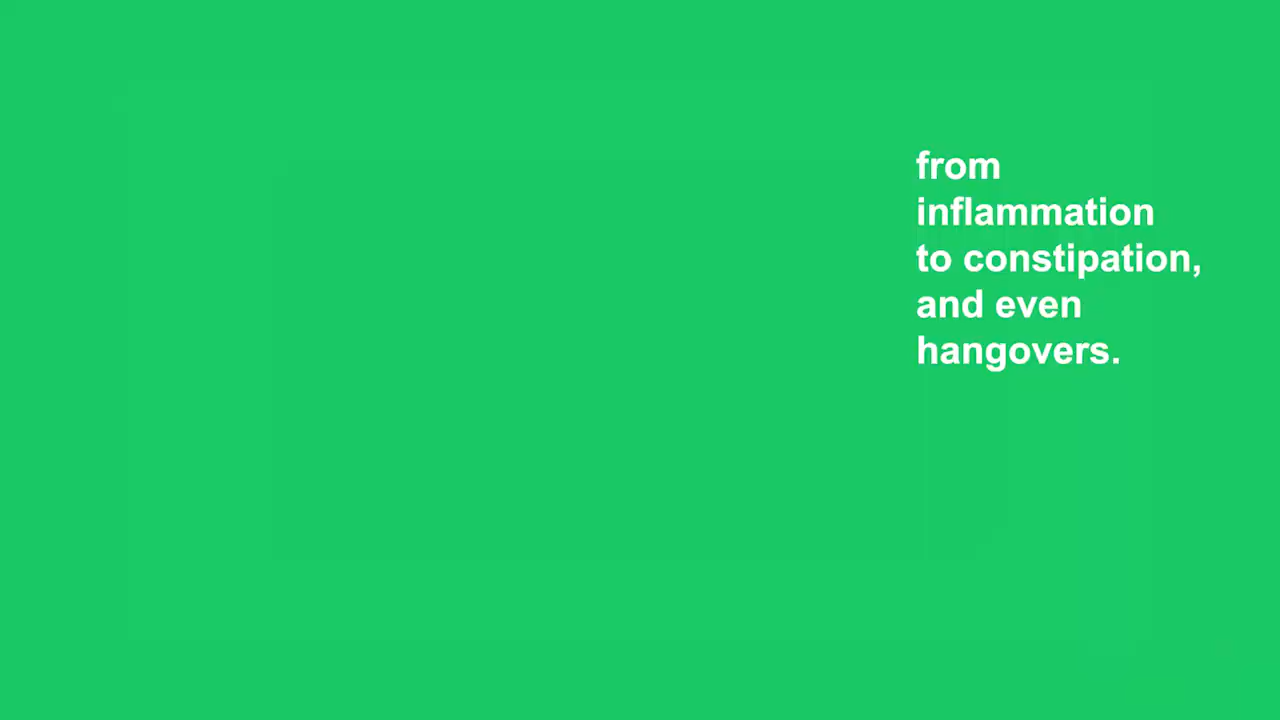 from
inflammation
to constipation,
and even
hangovers.